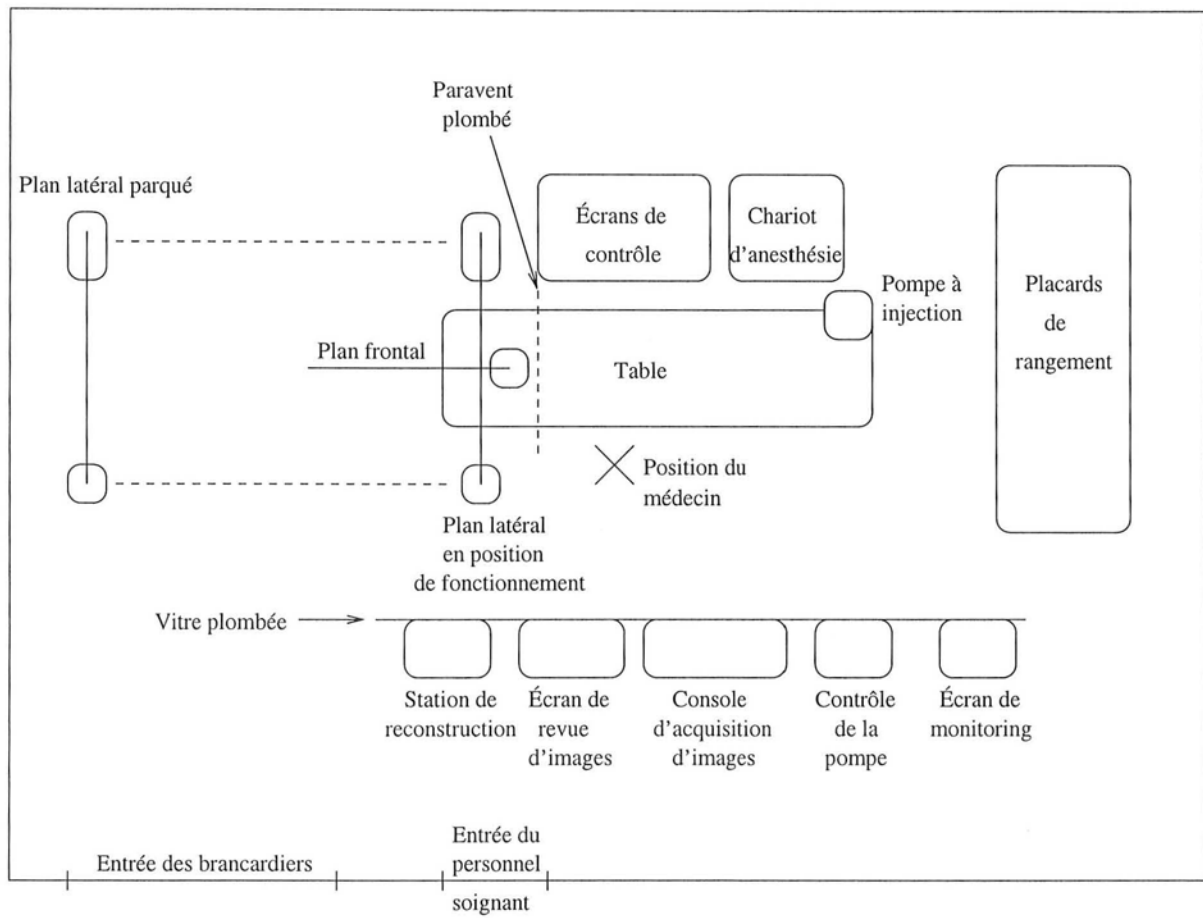 Paravent
plombé
Plan latéral parqué
Écrans de
contrôle
Chariot
d'anesthésie
Pompe à
injection
Placards
de
rangement
Plan frontal
Table
Position du
médecin
Plan latéral
en position
de fonctionnement
Vitre plombée
Station de
reconstruction
Écran de
revue
d'images
Console
d'acquisition
d'images
Contrôle
de la
pompe
Écran de
monitoring
Entrée des brancardiers
Entrée du
personnel
soignant